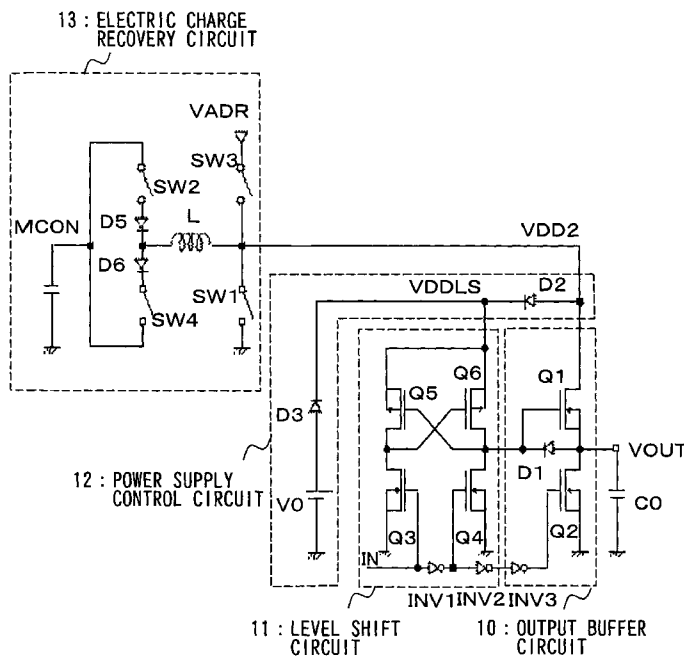 13 : ELECTRIC CHARGE
RECOVERY CIRCUIT
VADR
SW3
SW2
MCON
D5
L
D6
VDD2
SW1
VDDLS
D2
SW4
Q6
Q1
Q5
D3
VOUT
D1
12 : POWER SUPPLY
CONTROL CIRCUIT
V0
C0
Q3
Q4
Q2
IN
INV1
INV2
INV3
11 : LEVEL SHIFT
CIRCUIT
10 : OUTPUT BUFFER
CIRCUIT